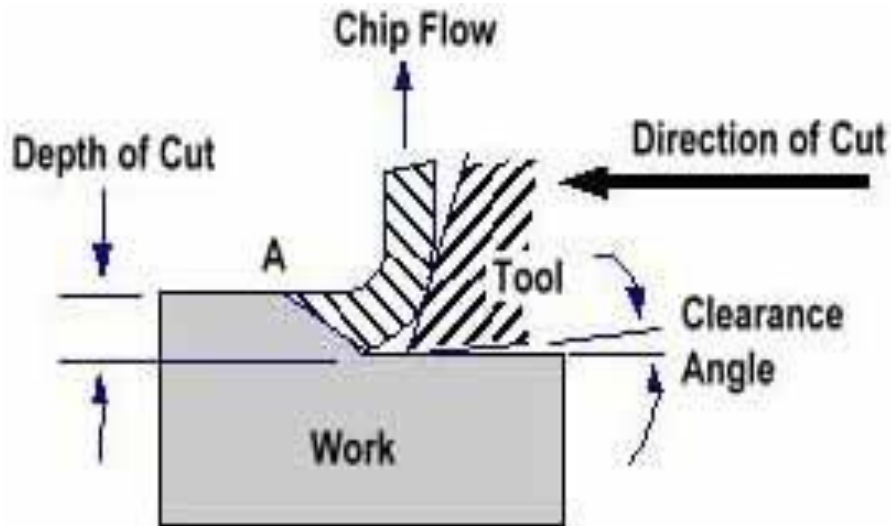 Chip Flow
Depth of Cut
Direction of Cut
A
Tool
Clearance
Angle
Work